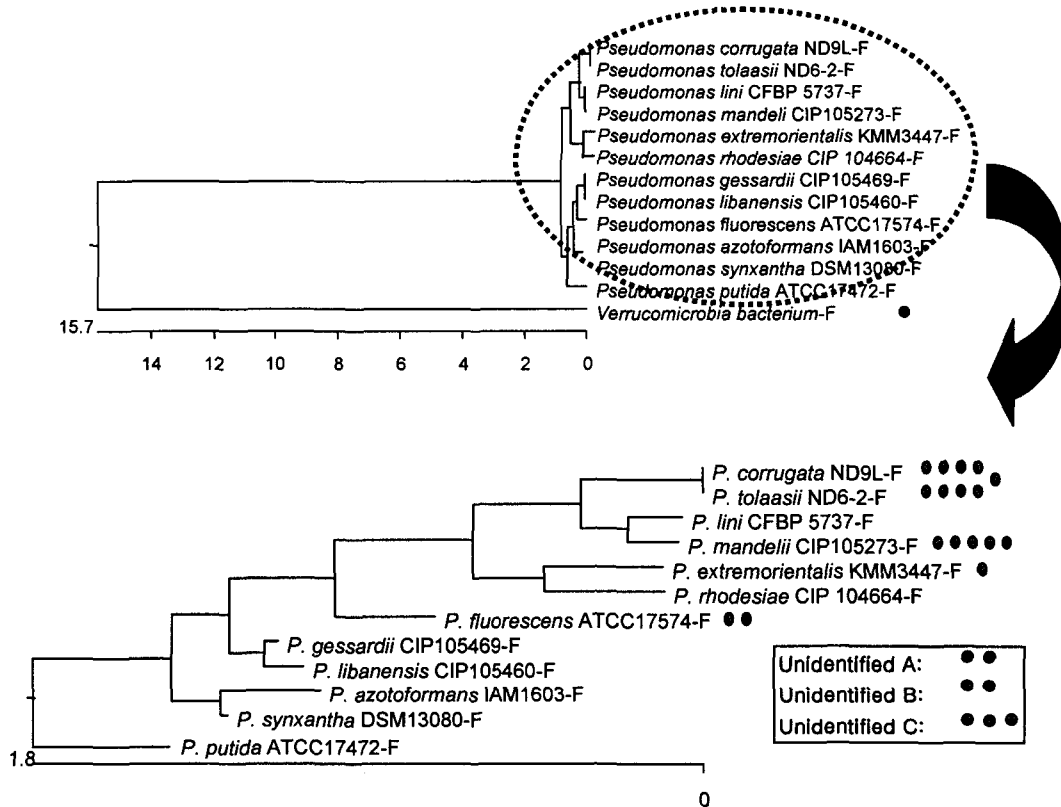 Pseudomonas corrugata ND9L-F
Pseudomonas tolaasii ND6-2-F
Pseudomonas lini CFBP 5737-F
Pseudomonas mandeli CIP105273-F
Pseudomonas extremorientalis KMM3447-F
Pseudomonas rhodesiae CIP 104664-F
Pseudomonas gessardii CIP105469-F
Pseudomonas libanensis CIP105460-F
Pseudomonas fluorescens ATCC17574-F
Pseudomonas azotoformans IAM1603-F
Pseudomonas synxantha DSM13080-F
Pseudomonas putida ATCC17472-F
Verrucomicrobia bacterium-F
15.7
14 12 10 8 6 4 2 0
P. corrugata ND9L-F
P. tolaasii ND6-2-F
P. lini CFBP 5737-F
P. mandelii CIP105273-F
P. extremorientalis KMM3447-F
P. rhodesiae CIP 104664-F
P. fluorescens ATCC17574-F
P. gessardii CIP105469-F
P. libanensis CIP105460-F
P. azotoformans IAM1603-F
P. synxantha DSM13080-F
P. putida ATCC17472-F
1.8
0
Unidentified A:
Unidentified B:
Unidentified C: